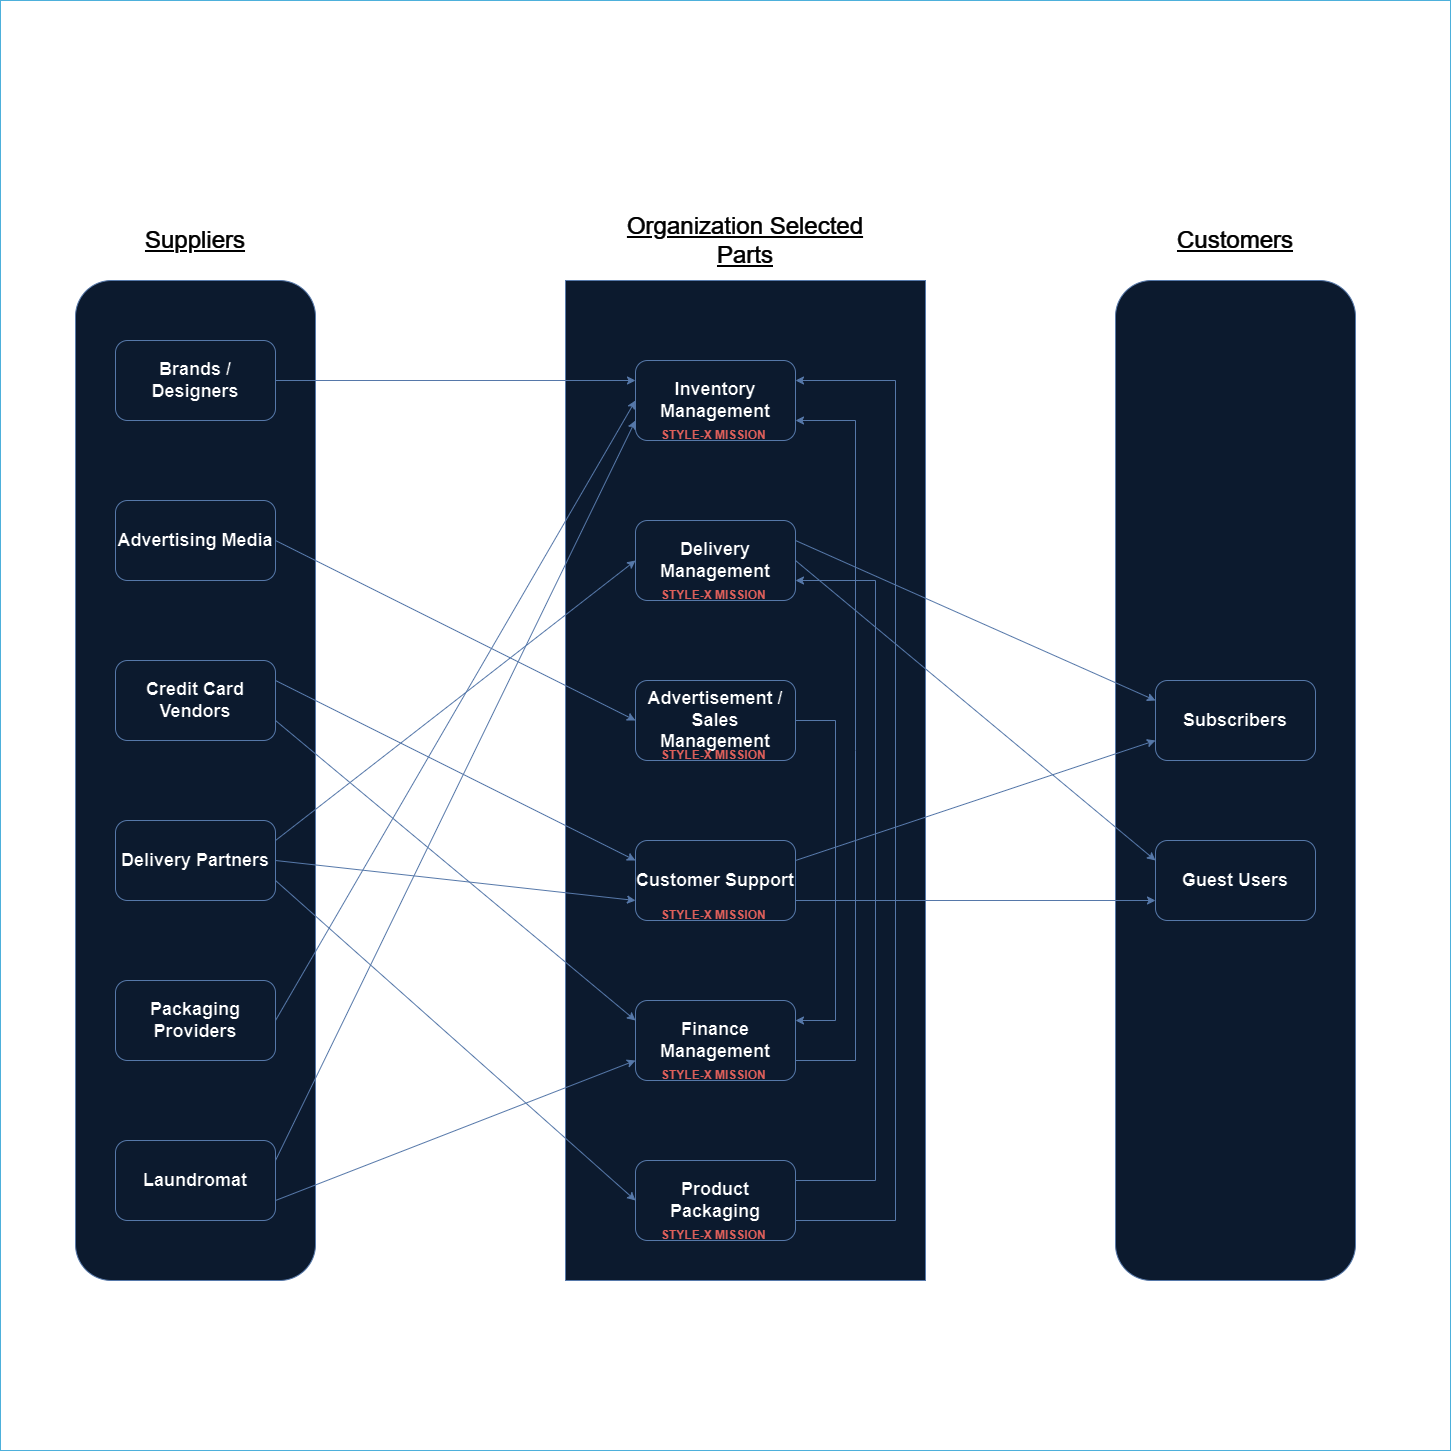 Suppliers
Organization Selected
Parts
Customers
Brands /
Designers
Advertising Media
Credit Card
Vendors
Delivery Partners
Packaging
Providers
Laundromat
Inventory
Management
STYLE-X MISSION
Delivery
Management
STYLE-X MISSION
Advertisement /
Sales
Management
STYLE-X MISSION
Customer Support
STYLE-X MISSION
Finance
Management
STYLE-X MISSION
Product
Packaging
STYLE-X MISSION
Subscribers
Guest Users